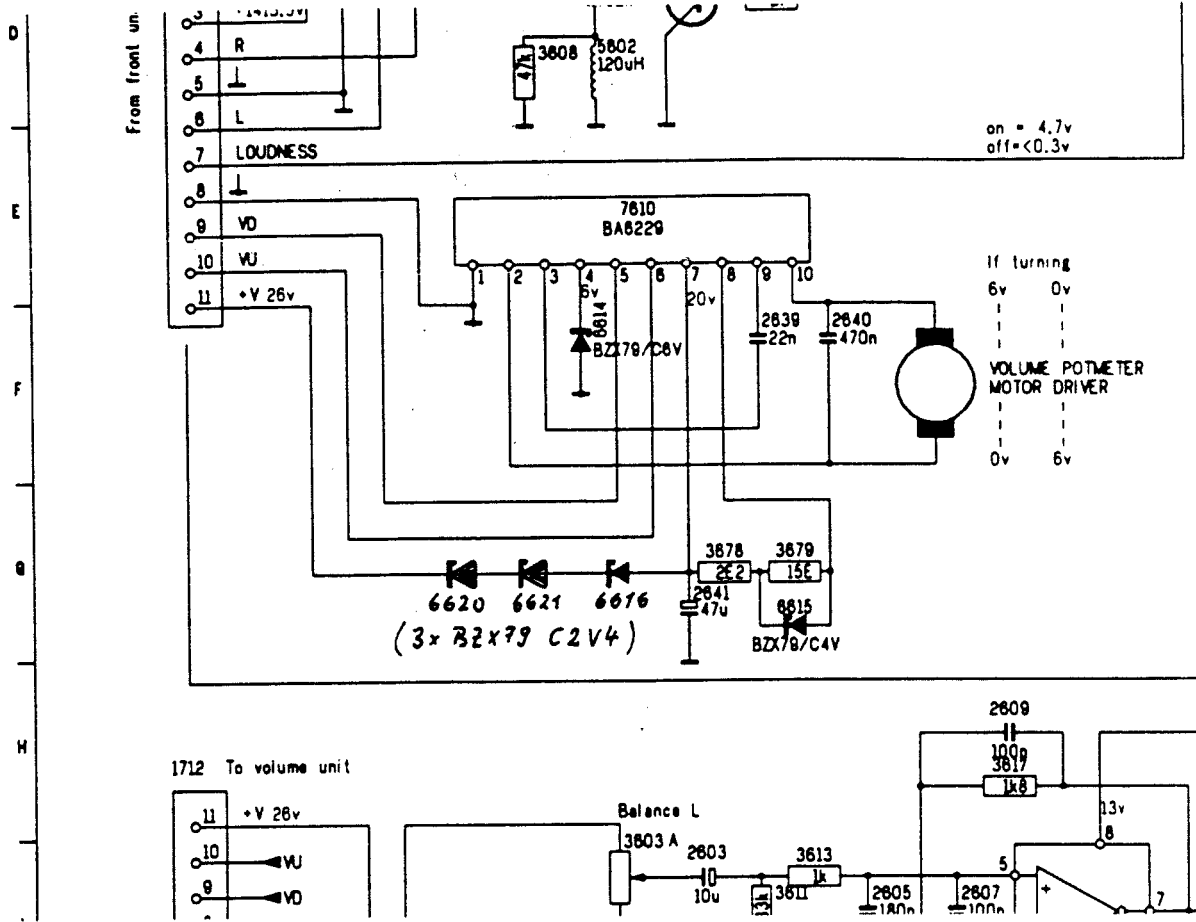 D
From front un
3
4 R
5
6 L
7 LOUDNESS
8
9 VD
10 VU
11 +V 26v
47k
3608
5602
120uH
on = 4.7v
off=<0.3v
E
7610
BA6229
1 2 3 4 5 6 7 8 9 10
6v
20v
6614
BZX79/C6V
2639
22n
2640
470n
If turning
6v 0v
VOLUME POTMETER
MOTOR DRIVER
0v 6v
F
G
3678
2E2
3679
15E
6620 6621 6616
(3x BZX79 C2V4)
2641
47u
6615
BZX79/C4V
H
2609
100n
3617
1k8
1712 To volume unit
11 +V 26v
10 VU
9 VD
Balance L
3603 A
2603
10u
3613
1k
3611
2605
180n
2607
100n
13v
8
5
+
7